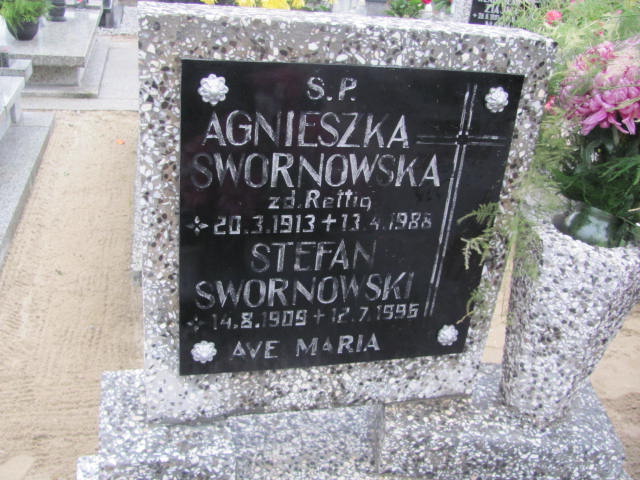 S.P.
AGNIESZKA
SWORNOWSKA
zd. Rettig
20.3.1913 + 13.4.1988
STEFAN
SWORNOWSKI
14.8.1909 + 12.7.1995
AVE MARIA